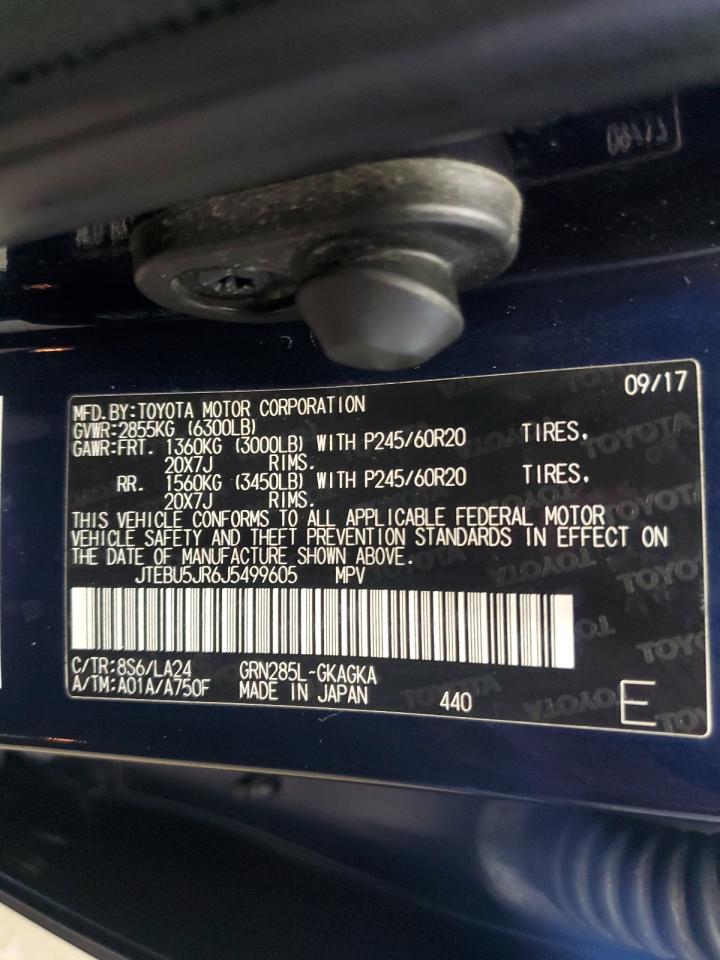 09/17
MFD.BY:TOYOTA MOTOR CORPORATION
GVWR:2855KG (6300LB)
GAWR:FRT. 1360KG (3000LB) WITH P245/60R20 TIRES,
20X7J RIMS.
RR. 1560KG (3450LB) WITH P245/60R20 TIRES,
20X7J RIMS.
THIS VEHICLE CONFORMS TO ALL APPLICABLE FEDERAL MOTOR
VEHICLE SAFETY AND THEFT PREVENTION STANDARDS IN EFFECT ON
THE DATE OF MANUFACTURE SHOWN ABOVE.
JTEBU5JR6J5499605 MPV
C/TR:8S6/LA24 GRN285L-GKAGKA
A/TM:A01A/A750F MADE IN JAPAN 440 E